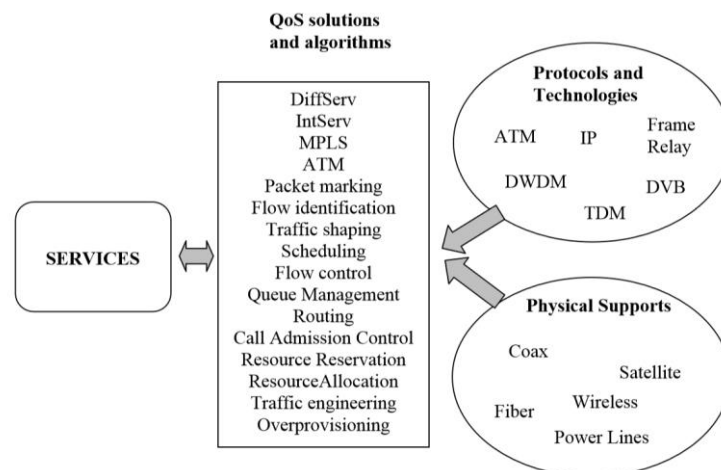 QoS solutions
and algorithms
SERVICES
DiffServ
IntServ
MPLS
ATM
Packet marking
Flow identification
Traffic shaping
Scheduling
Flow control
Queue Management
Routing
Call Admission Control
Resource Reservation
ResourceAllocation
Traffic engineering
Overprovisioning
Protocols and
Technologies
ATM
IP
Frame
Relay
DWDM
DVB
TDM
Physical Supports
Coax
Satellite
Fiber
Wireless
Power Lines